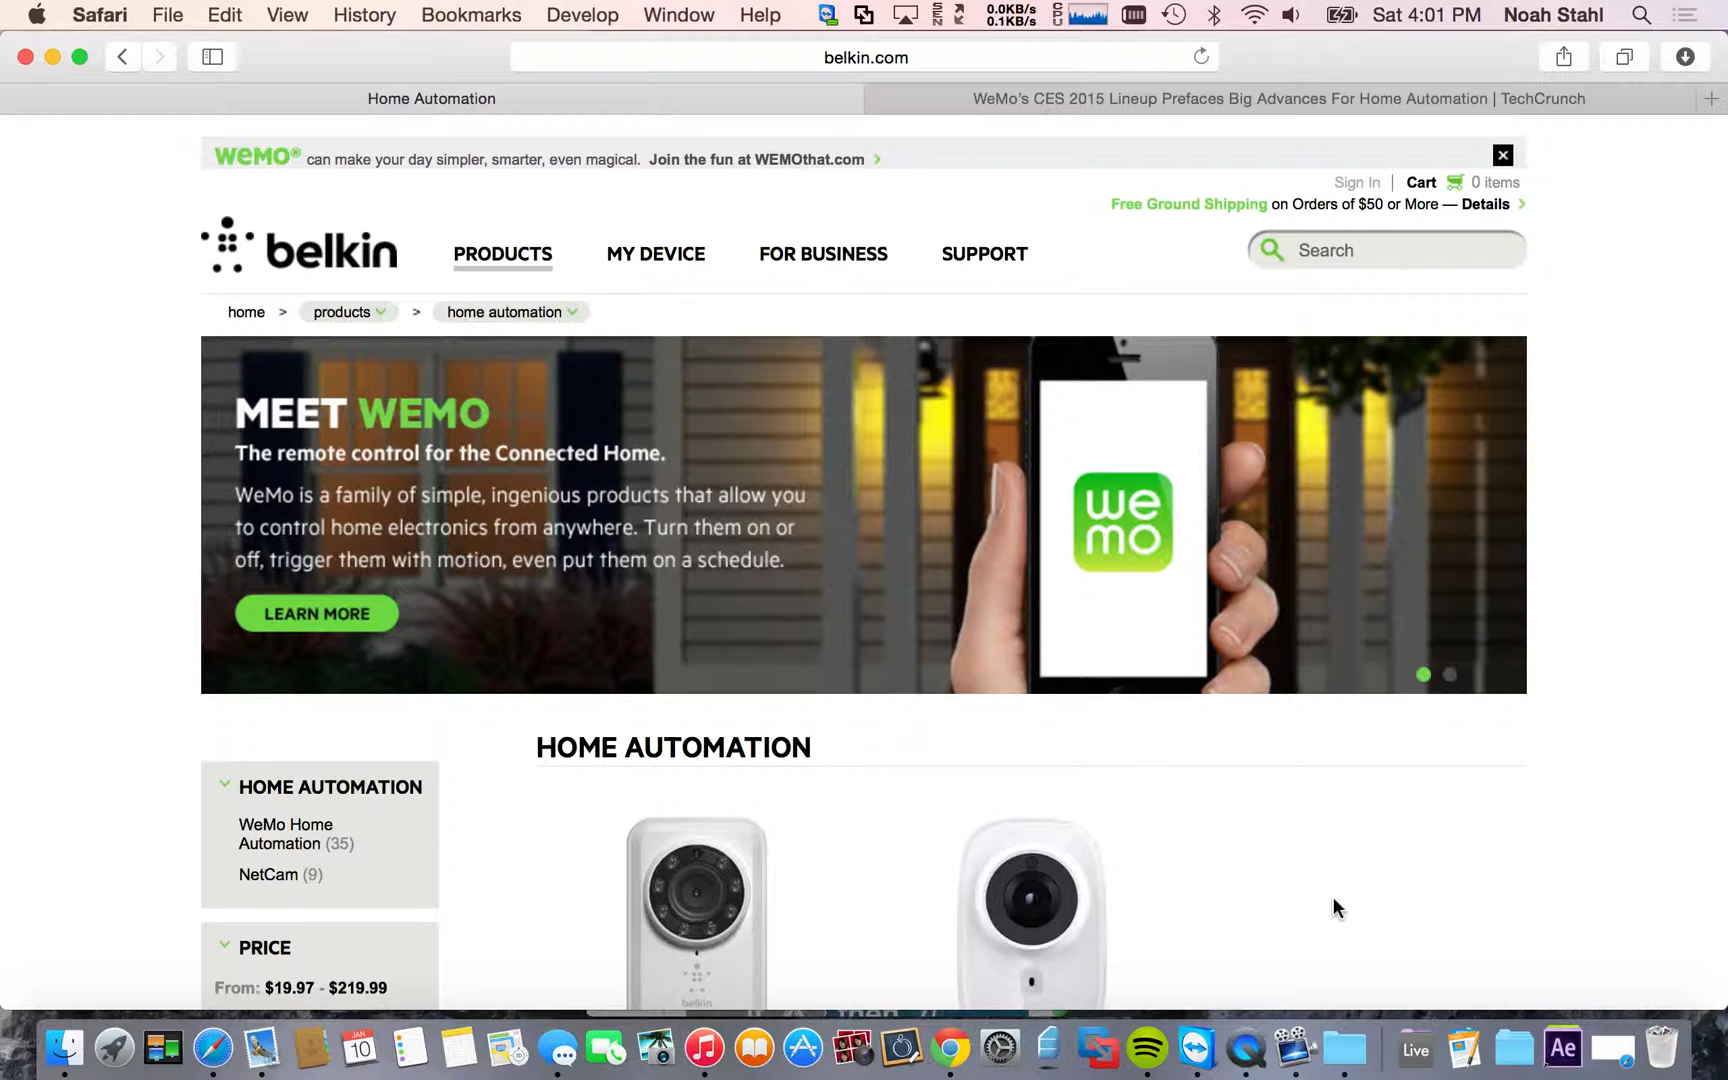 Safari File Edit View History Bookmarks Develop Window Help 0.0KB/s 0.1KB/s SEN CPU Sat 4:01 PM Noah Stahl
belkin.com
Home Automation
WeMo's CES 2015 Lineup Prefaces Big Advances For Home Automation | TechCrunch
WeMO® can make your day simpler, smarter, even magical. Join the fun at WEMOthat.com
Sign In | Cart 0 items
Free Ground Shipping on Orders of $50 or More — Details
belkin PRODUCTS MY DEVICE FOR BUSINESS SUPPORT Search
home > products > home automation
MEET WEMO
The remote control for the Connected Home.
WeMo is a family of simple, ingenious products that allow you
to control home electronics from anywhere. Turn them on or
off, trigger them with motion, even put them on a schedule.
LEARN MORE
we
mo
HOME AUTOMATION
HOME AUTOMATION
WeMo Home
Automation (35)
NetCam (9)
PRICE
From: $19.97 - $219.99
belkin
JAN
10
Live
Ae